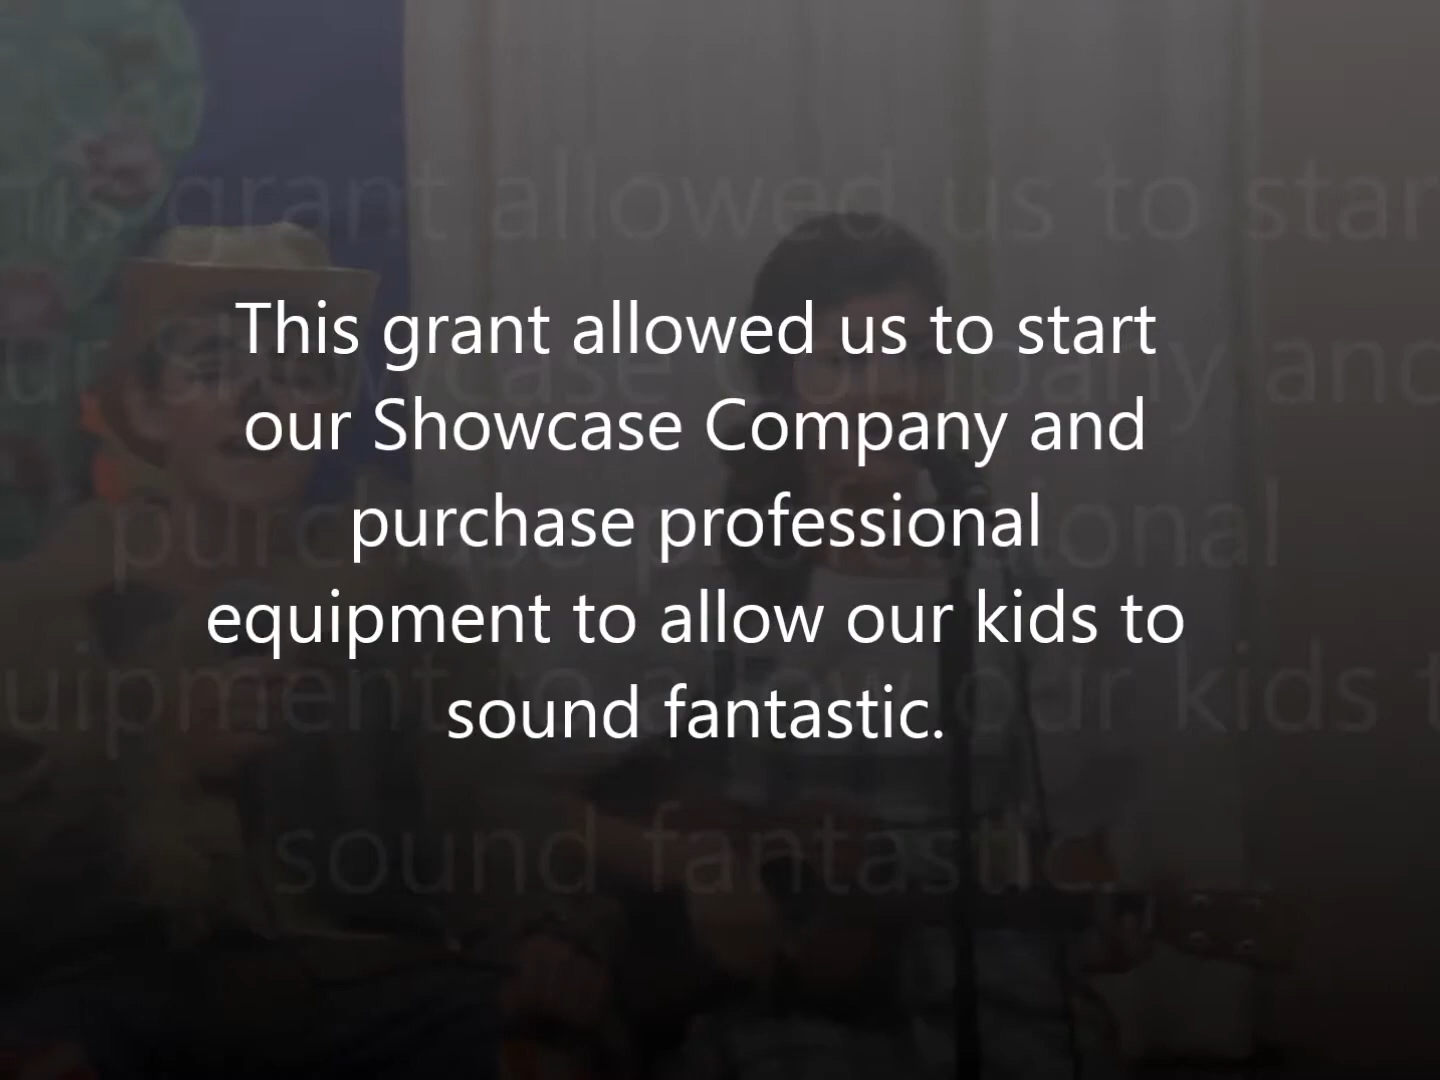 This grant allowed us to start
our Showcase Company and
purchase professional
equipment to allow our kids to
sound fantastic.